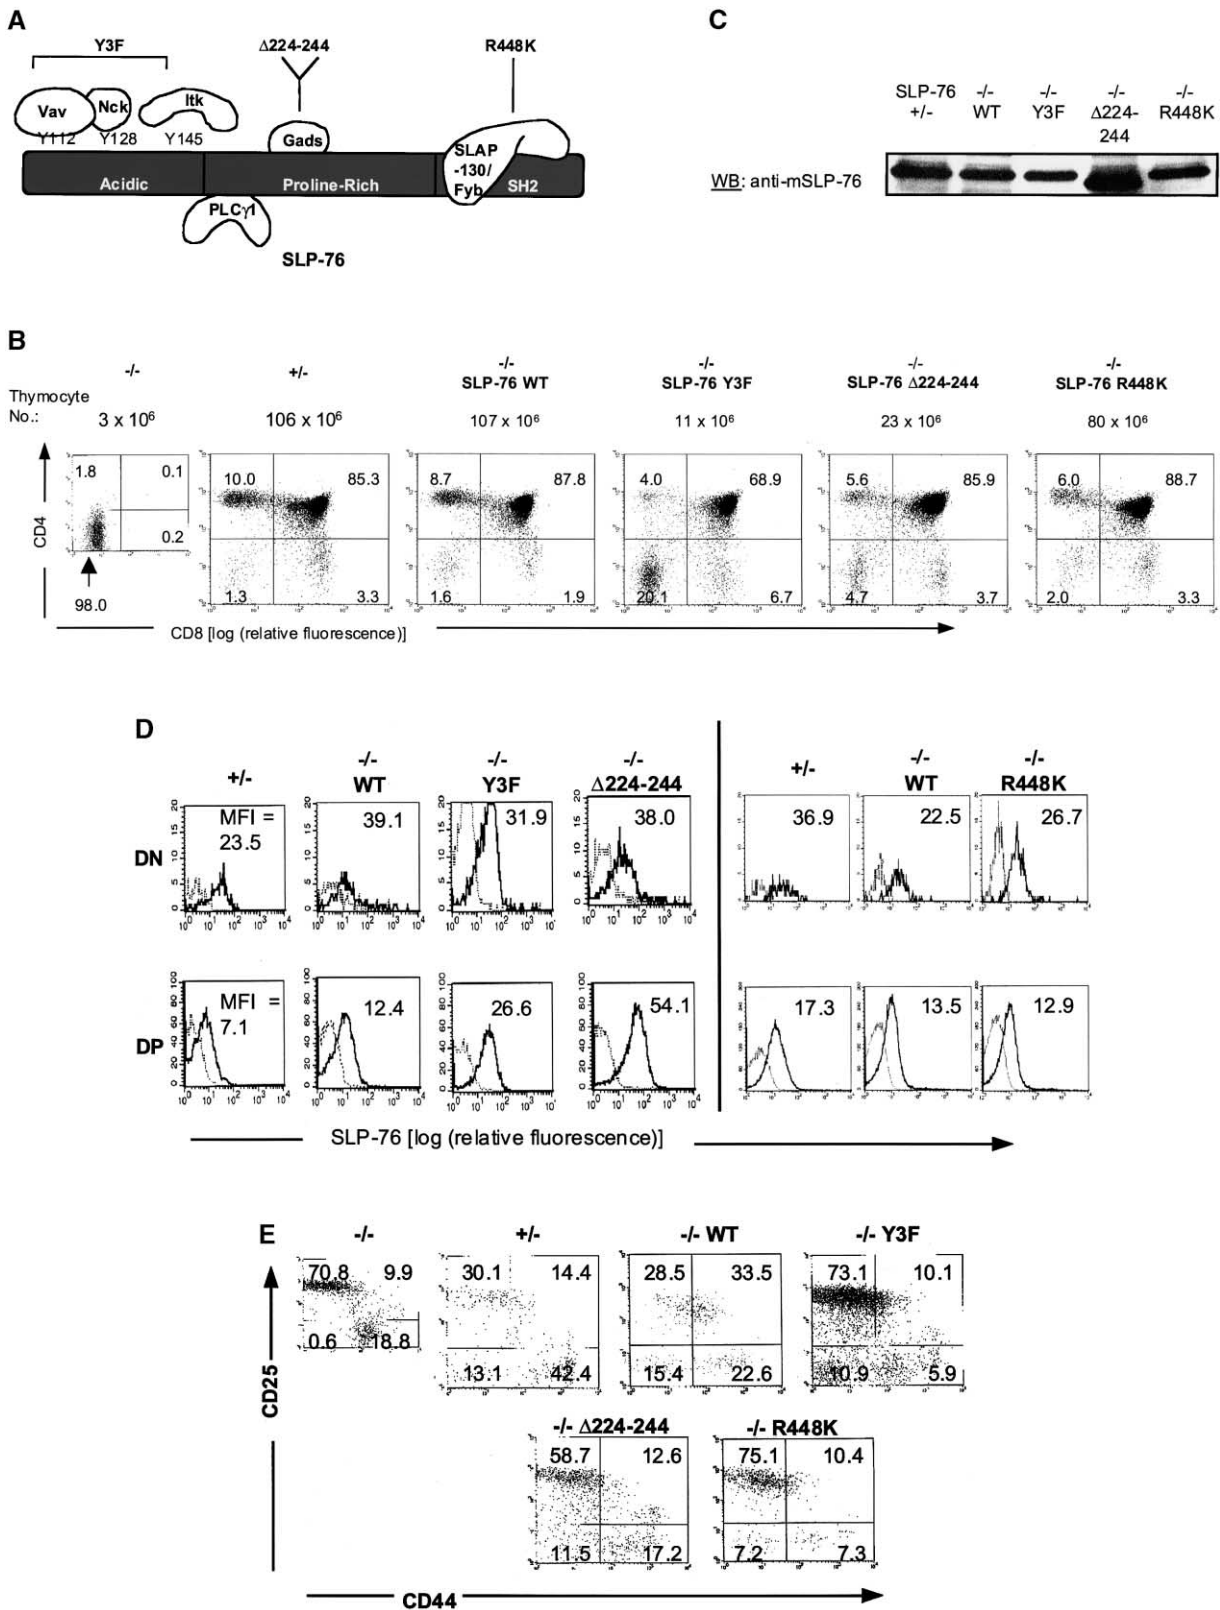 A
Y3F
Δ224-244
R448K
Vav
Nck
Itk
Y112
Y128
Y145
Gads
SLAP
-130/
Fyb
Acidic
Proline-Rich
SH2
PLCγ1
SLP-76
C
SLP-76 -/- -/- -/- -/-
+/- WT Y3F Δ224- R448K
244
WB: anti-mSLP-76
B
-/- +/- -/- -/- -/- -/-
SLP-76 WT SLP-76 Y3F SLP-76 Δ224-244 SLP-76 R448K
Thymocyte
No.: 3 x 10⁶ 106 x 10⁶ 107 x 10⁶ 11 x 10⁶ 23 x 10⁶ 80 x 10⁶
1.8 0.1 10.0 85.3 8.7 87.8 4.0 68.9 5.6 85.9 6.0 88.7
0.2
98.0 1.3 3.3 1.6 1.9 20.1 6.7 4.7 3.7 2.0 3.3
CD4
CD8 [log (relative fluorescence)]
D
+/- -/- -/- -/- +/- -/- -/-
WT Y3F Δ224-244 WT R448K
DN
MFI =
23.5 39.1 31.9 38.0 36.9 22.5 26.7
DP
MFI =
7.1 12.4 26.6 54.1 17.3 13.5 12.9
SLP-76 [log (relative fluorescence)]
E
-/- +/- -/- WT -/- Y3F
70.8 9.9 30.1 14.4 28.5 33.5 73.1 10.1
0.6 18.8 13.1 42.4 15.4 22.6 10.9 5.9
-/- Δ224-244 -/- R448K
58.7 12.6 75.1 10.4
11.5 17.2 7.2 7.3
CD25
CD44